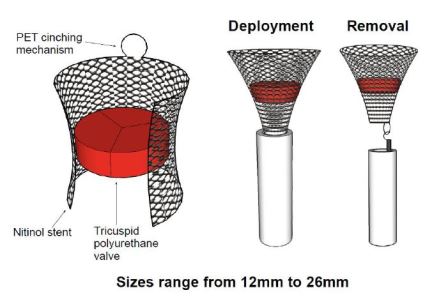 PET cinching
mechanism
Nitinol stent
Tricuspid
polyurethane
valve
Deployment
Removal
Sizes range from 12mm to 26mm